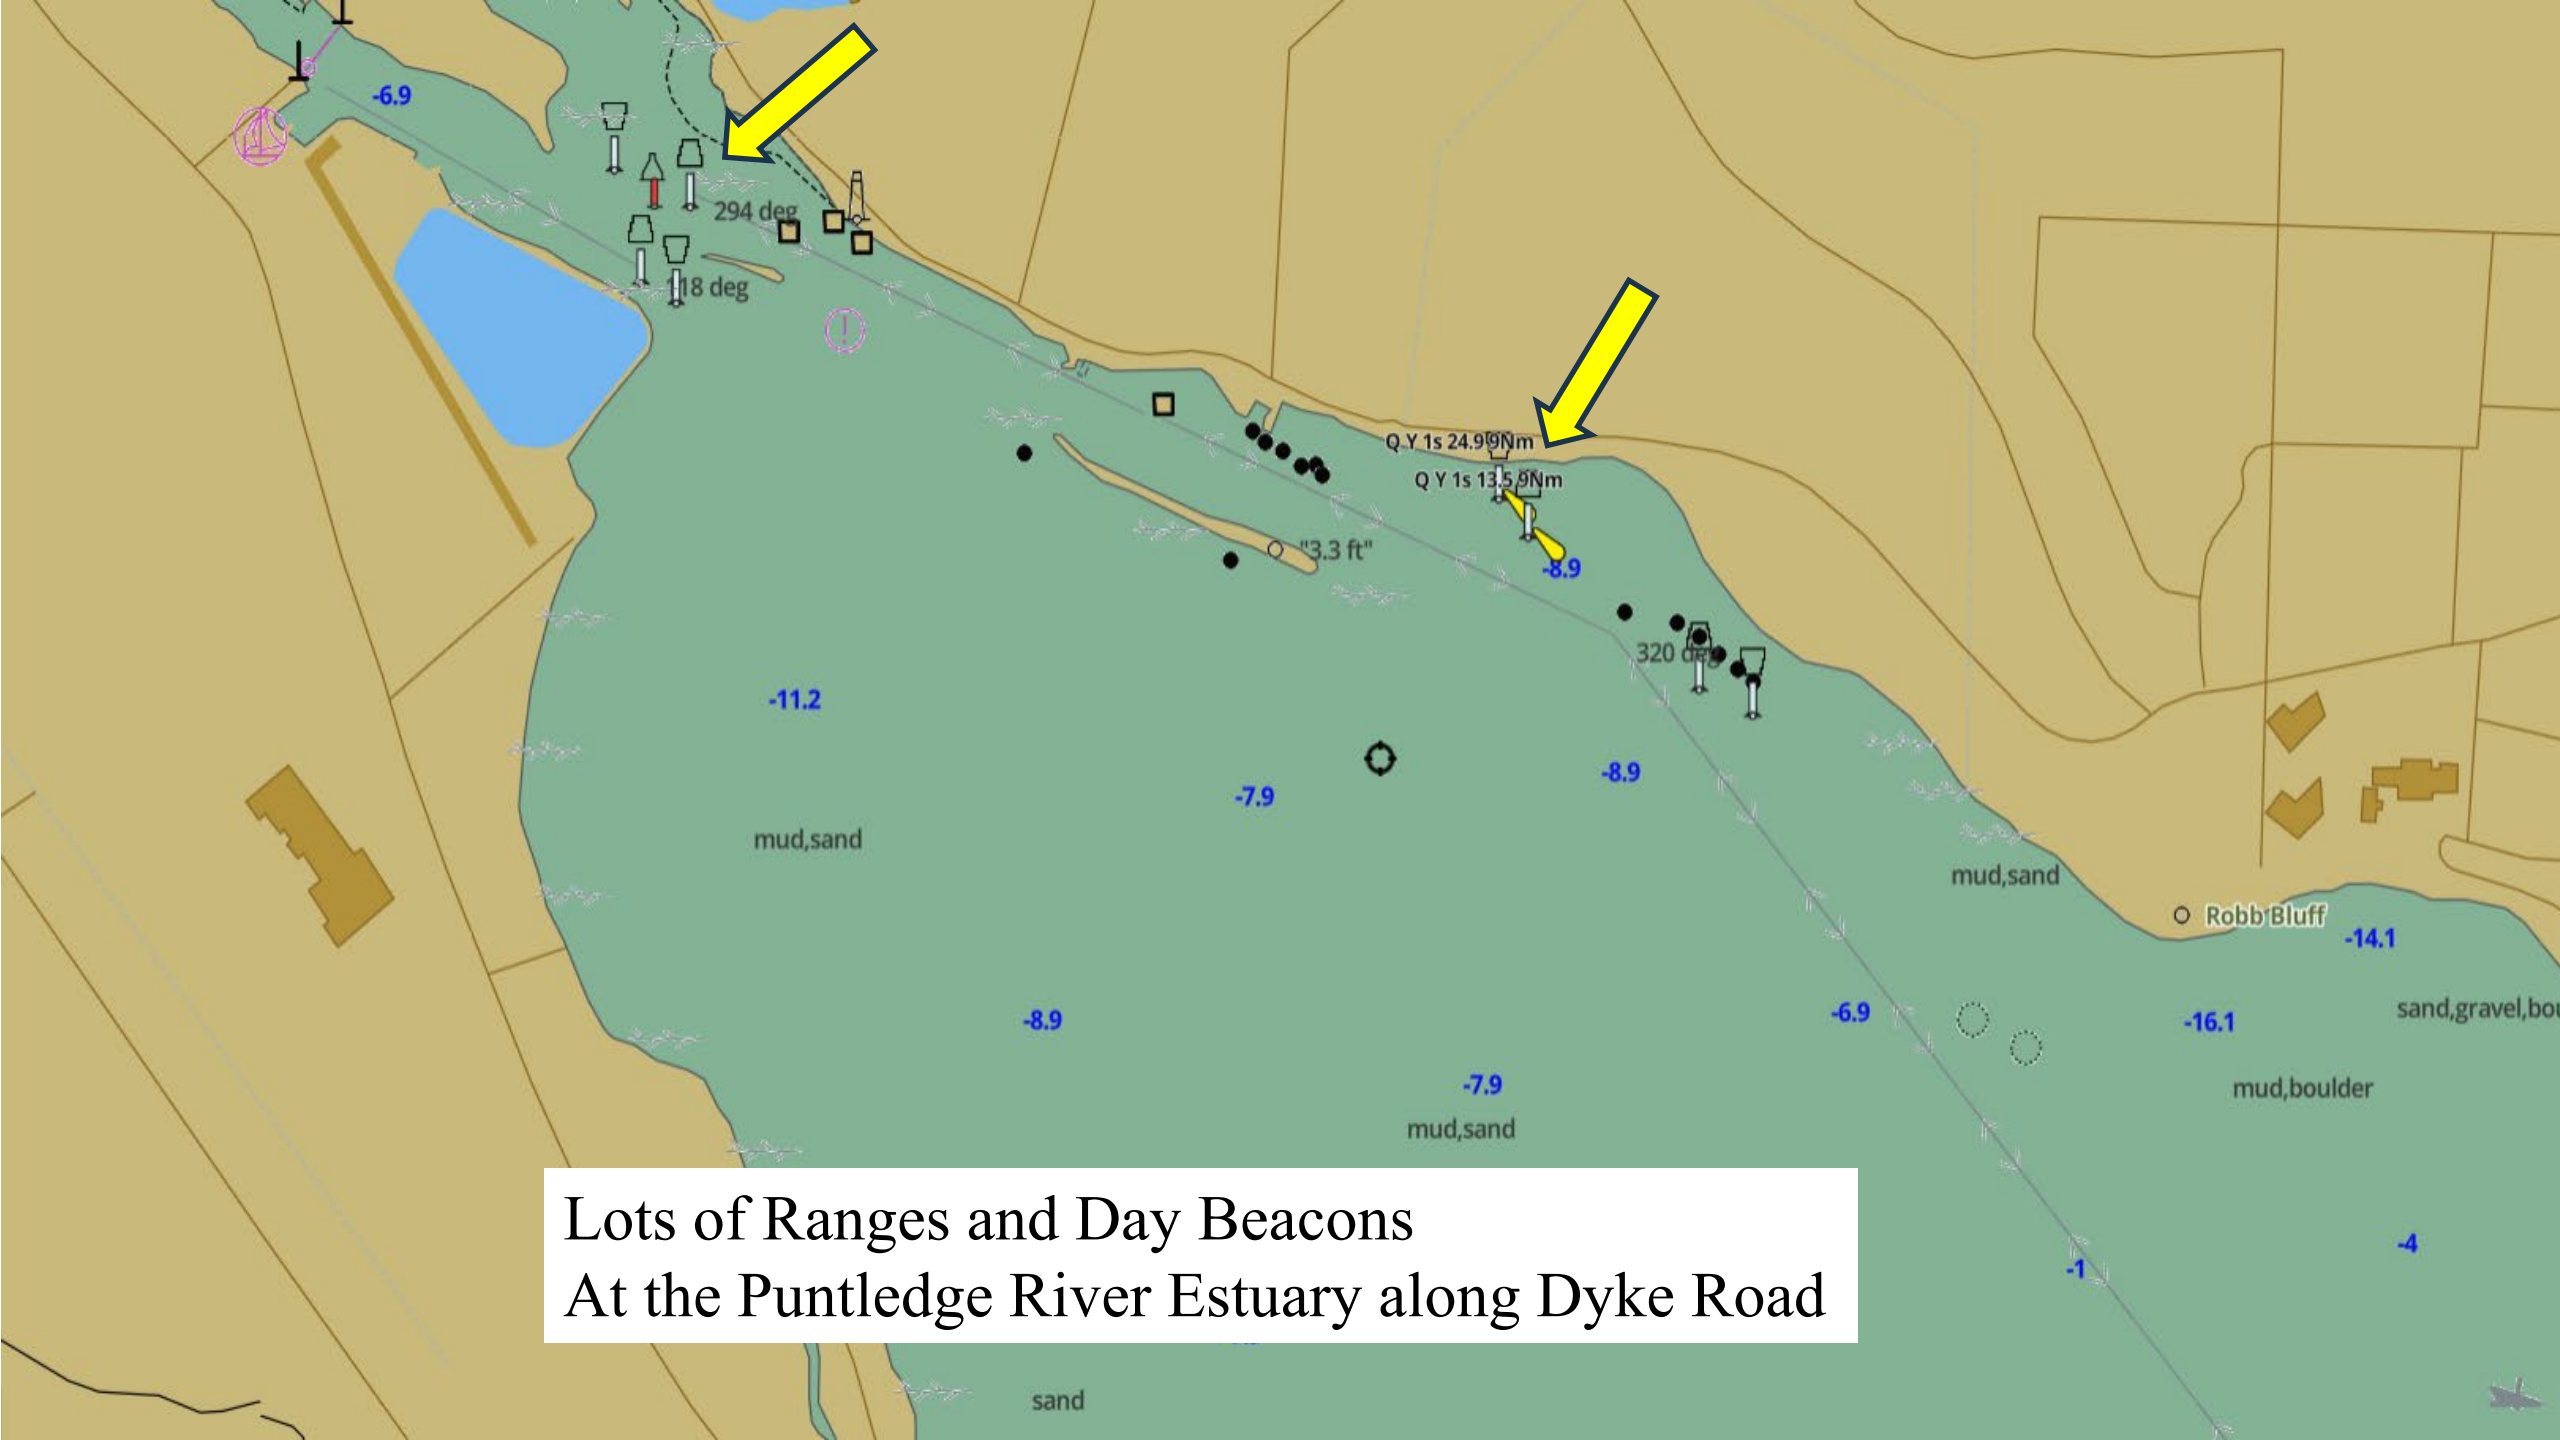 -6.9
294 deg
118 deg
Q Y 1s 24.9 9Nm
Q Y 1s 13.5 9Nm
"3.3 ft"
-8.9
320 deg
-11.2
-8.9
-7.9
mud,sand
mud,sand
Robb Bluff
-14.1
sand,gravel,bou
-6.9
-16.1
-8.9
-7.9
mud,boulder
mud,sand
Lots of Ranges and Day Beacons
At the Puntledge River Estuary along Dyke Road
-4
-1
sand